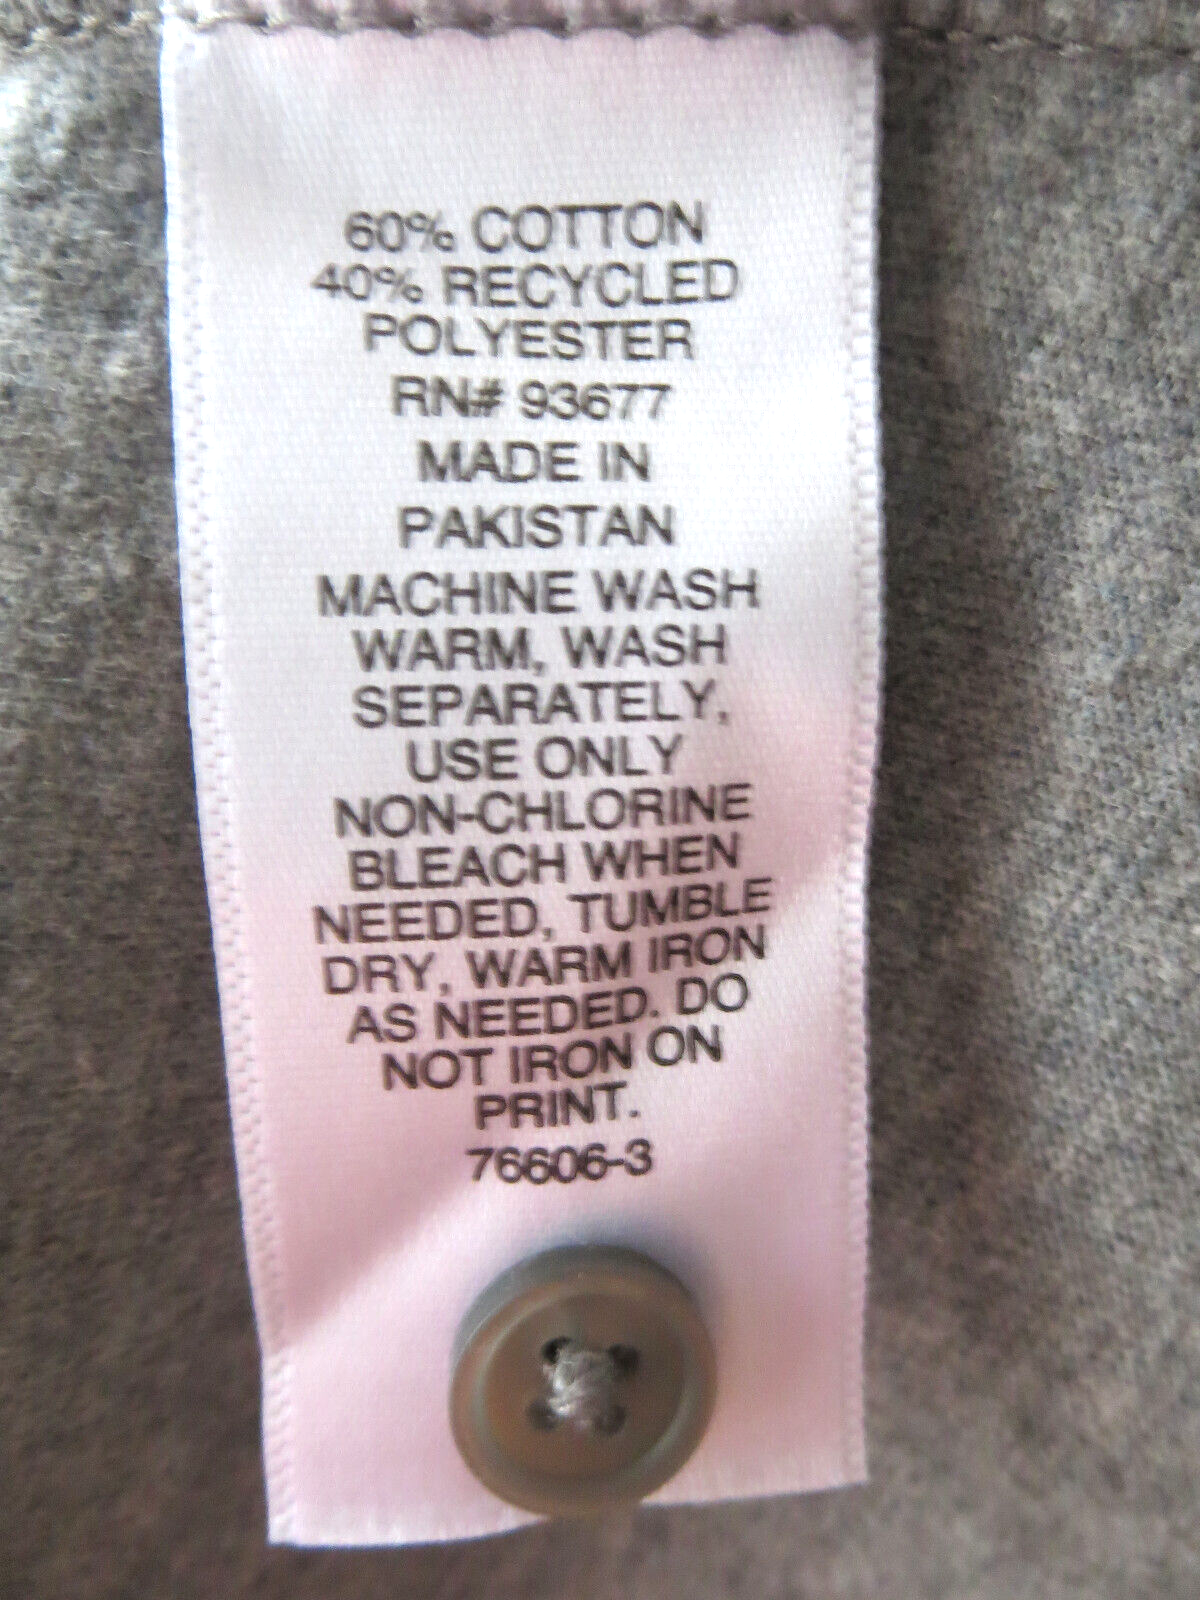 60% COTTON
40% RECYCLED
POLYESTER
RN# 93677
MADE IN
PAKISTAN
MACHINE WASH
WARM, WASH
SEPARATELY,
USE ONLY
NON-CHLORINE
BLEACH WHEN
NEEDED, TUMBLE
DRY, WARM IRON
AS NEEDED. DO
NOT IRON ON
PRINT.
76606-3